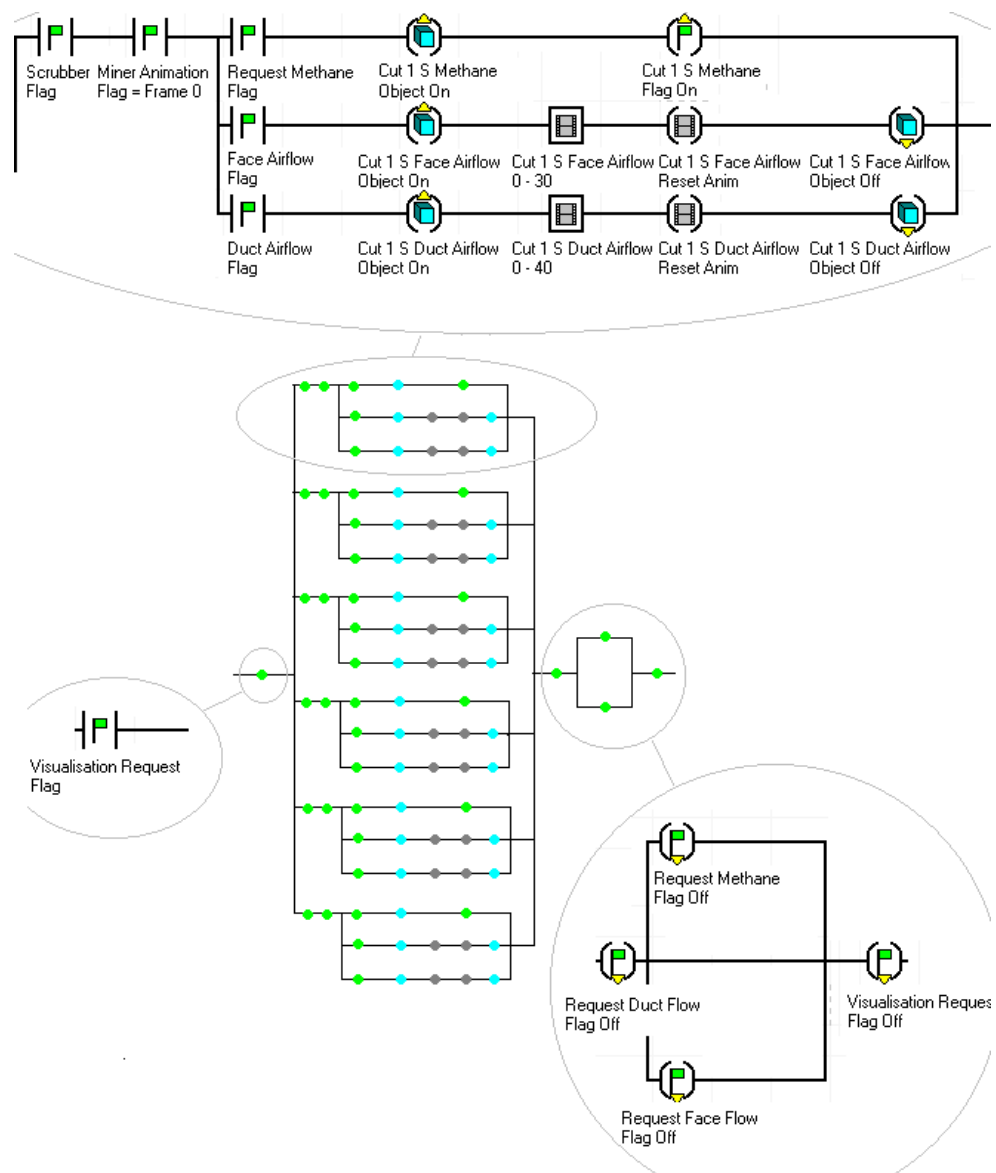 Scrubber
Flag
Miner Animation
Flag = Frame 0
Request Methane
Flag
Cut 1 S Methane
Object On
Cut 1 S Methane
Flag On
Face Airflow
Flag
Cut 1 S Face Airflow
Object On
Cut 1 S Face Airflow
0 - 30
Cut 1 S Face Airflow
Reset Anim
Cut 1 S Face Airlfow
Object Off
Duct Airflow
Flag
Cut 1 S Duct Airflow
Object On
Cut 1 S Duct Airflow
0 - 40
Cut 1 S Duct Airflow
Reset Anim
Cut 1 S Duct Airflow
Object Off
Visualisation Request
Flag
Request Methane
Flag Off
Request Duct Flow
Flag Off
Visualisation Reques
Flag Off
Request Face Flow
Flag Off